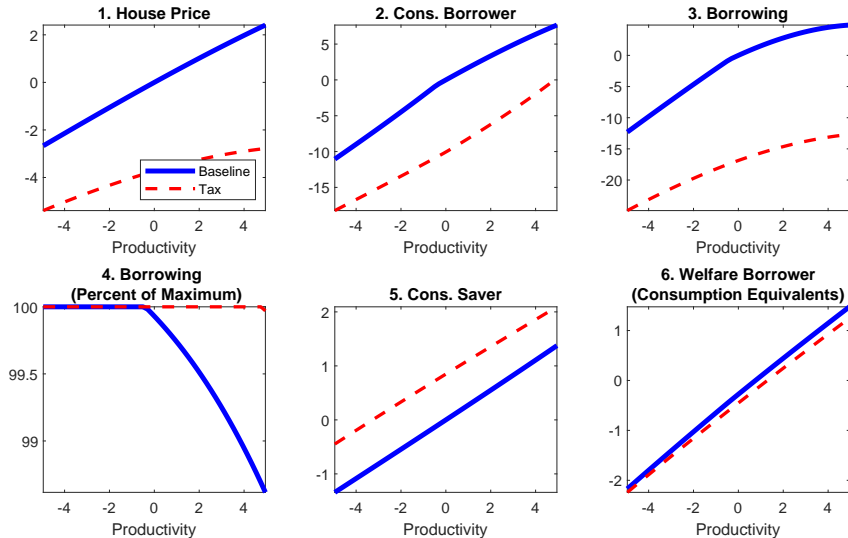 1. House Price
2
0
-2
-4
-4 -2 0 2 4
Productivity
Baseline
Tax
2. Cons. Borrower
5
0
-5
-10
-15
-4 -2 0 2 4
Productivity
3. Borrowing
0
-5
-10
-15
-20
-4 -2 0 2 4
Productivity
4. Borrowing
(Percent of Maximum)
100
99.5
99
-4 -2 0 2 4
Productivity
5. Cons. Saver
2
1
0
-1
-4 -2 0 2 4
Productivity
6. Welfare Borrower
(Consumption Equivalents)
1
0
-1
-2
-4 -2 0 2 4
Productivity